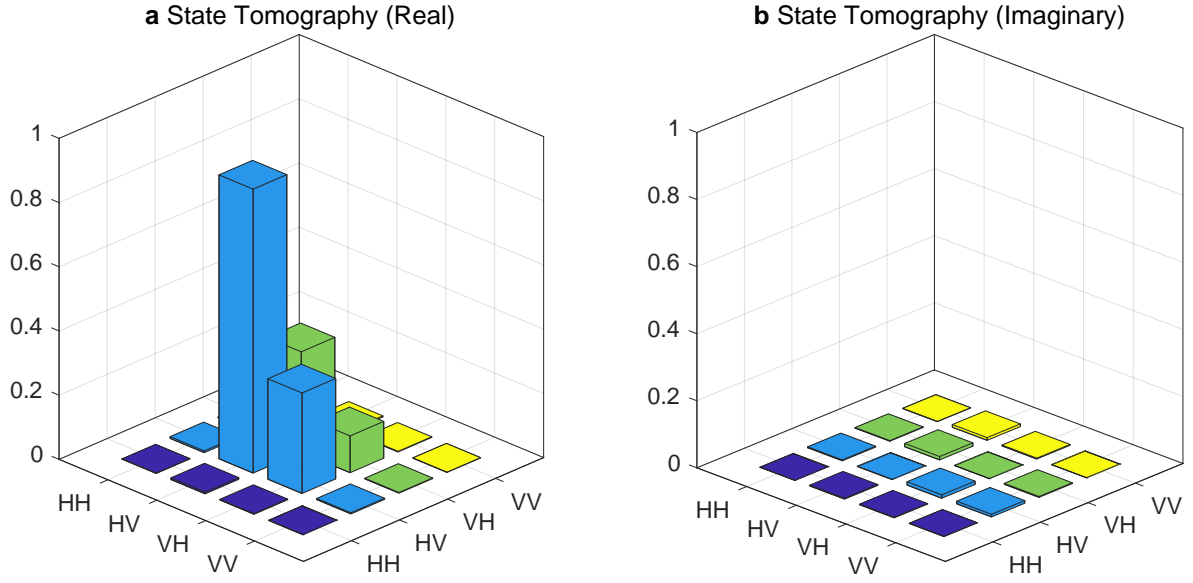 a State Tomography (Real)
1
0.8
0.6
0.4
0.2
0
HH
HV
VH
VV
HH
HV
VH
VV
b State Tomography (Imaginary)
1
0.8
0.6
0.4
0.2
0
HH
HV
VH
VV
HH
HV
VH
VV